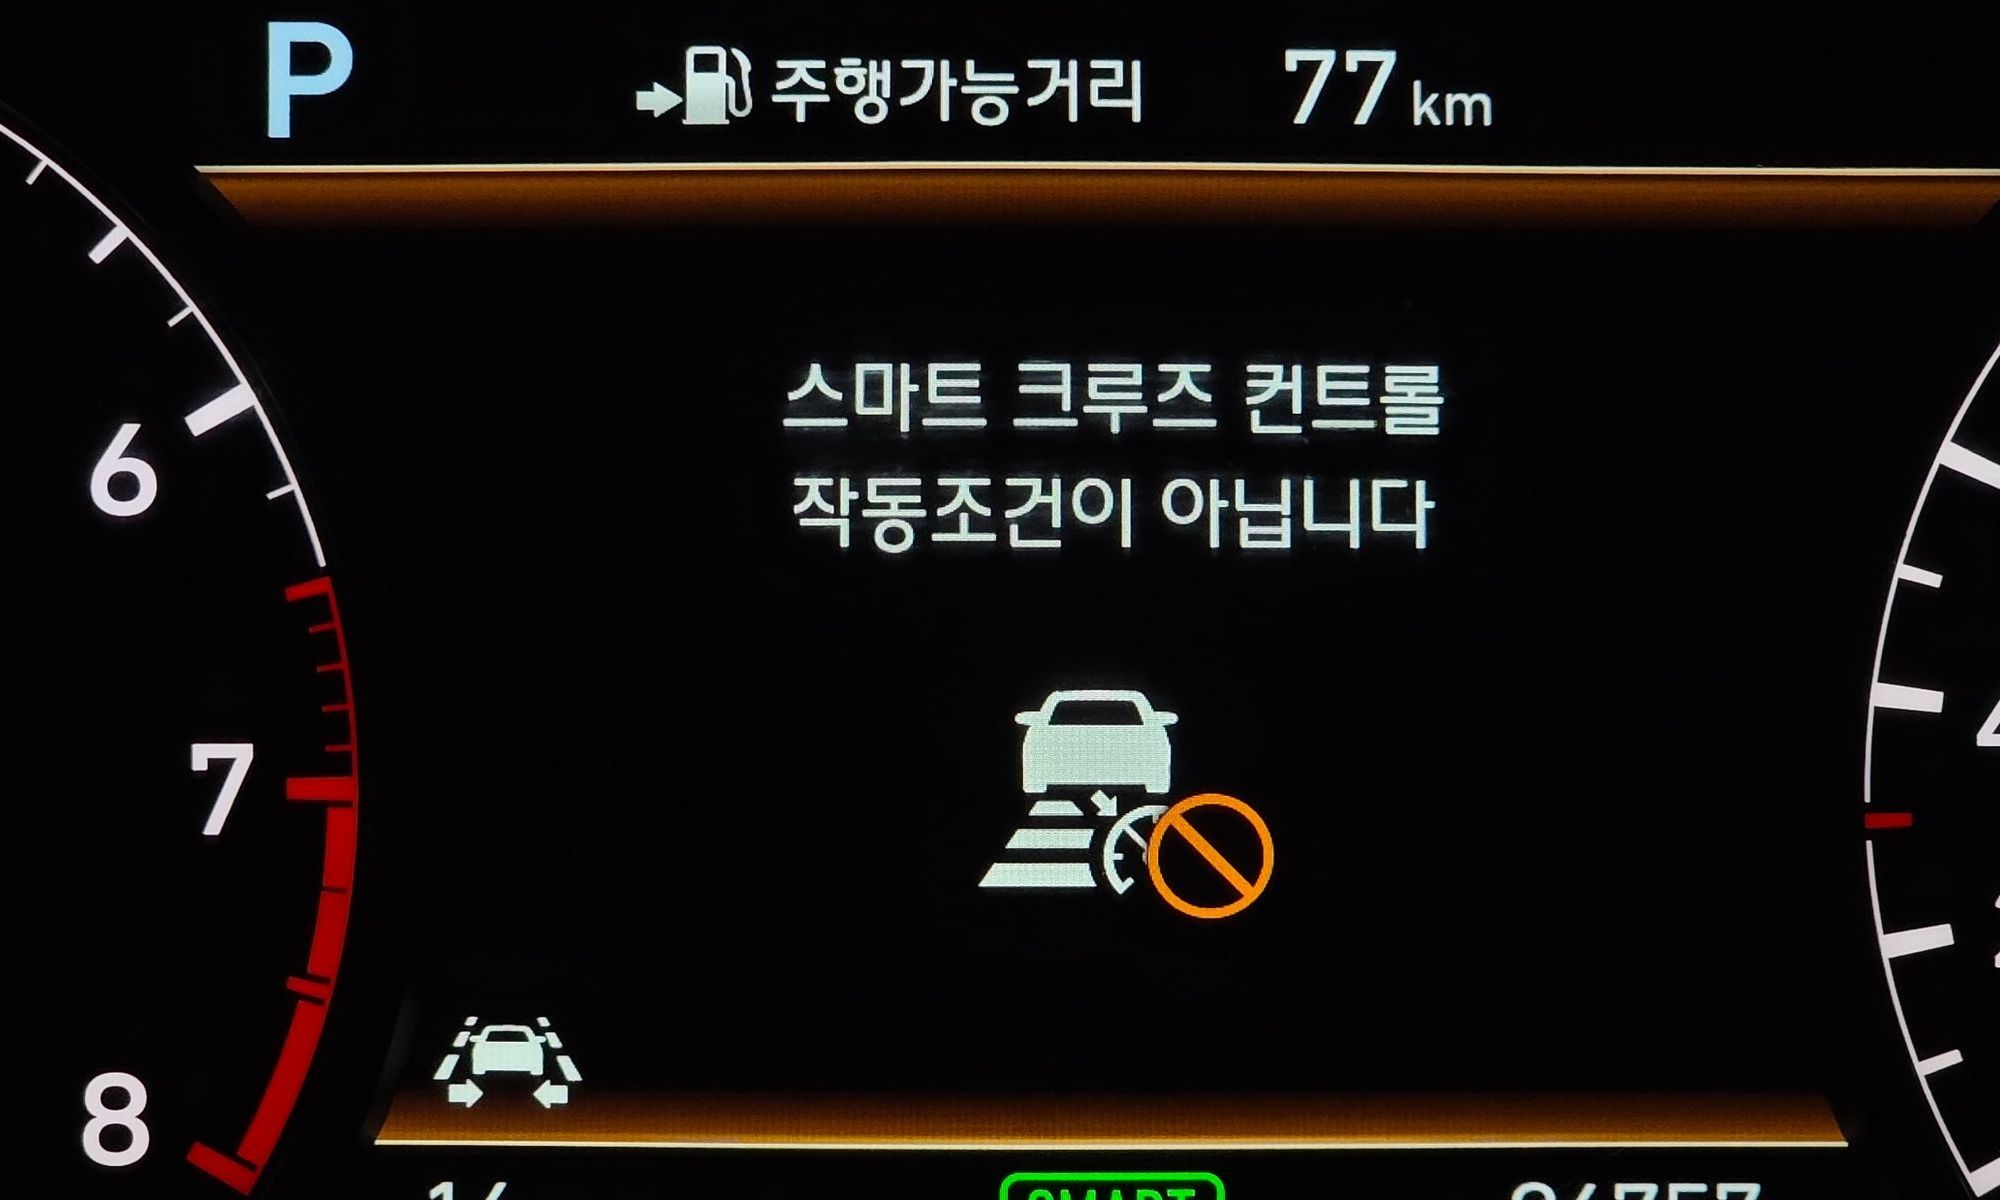 P 주행가능거리 77 km
스마트 크루즈 컨트롤
작동조건이 아닙니다
6
7
8
SMART